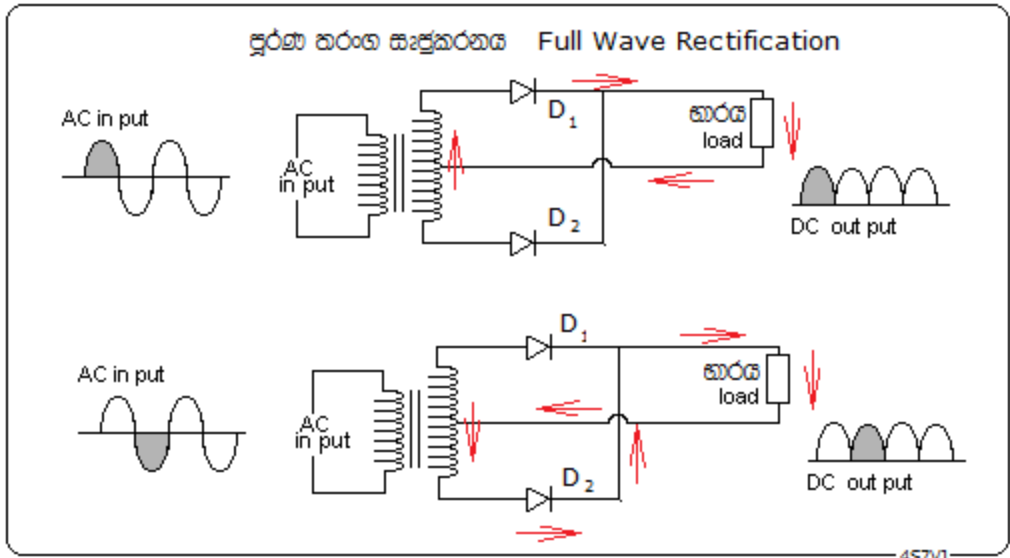 පූර්ණ තරංග සෘජුකරනය Full Wave Rectification
AC in put
AC
in put
D1
D2
භාරය
load
DC out put
AC in put
AC
in put
D1
D2
භාරය
load
DC out put
4S7V1